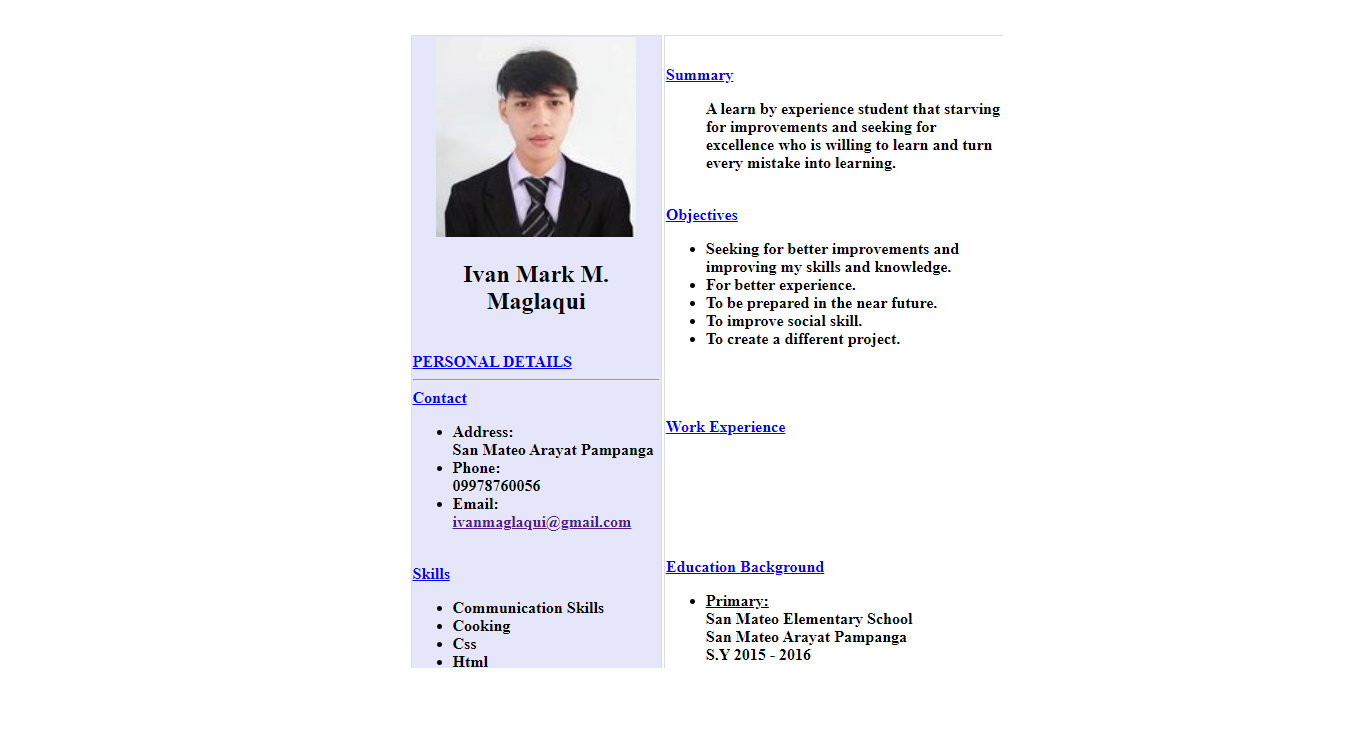 Ivan Mark M.
Maglaqui
PERSONAL DETAILS
Contact
Address:
San Mateo Arayat Pampanga
Phone:
09978760056
Email:
ivanmaglaqui@gmail.com
Skills
Communication Skills
Cooking
Css
Html
Summary
A learn by experience student that starving
for improvements and seeking for
excellence who is willing to learn and turn
every mistake into learning.
Objectives
Seeking for better improvements and
improving my skills and knowledge.
For better experience.
To be prepared in the near future.
To improve social skill.
To create a different project.
Work Experience
Education Background
Primary:
San Mateo Elementary School
San Mateo Arayat Pampanga
S.Y 2015 - 2016